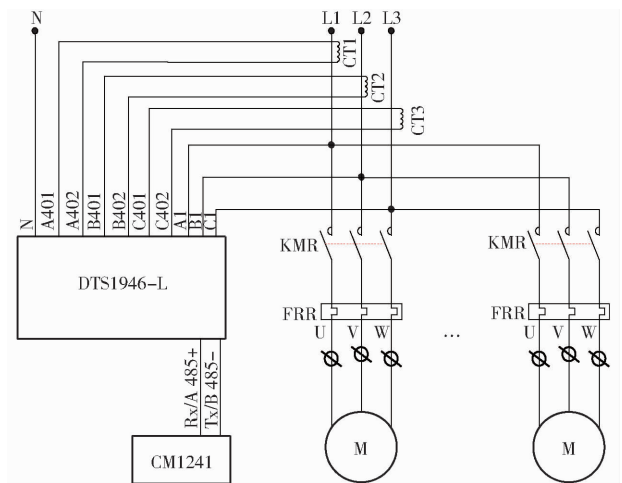 N L1 L2 L3
CT1
CT2
CT3
N
A401
A402
B401
B402
C401
C402
A1
B1
C1
DTS1946-L
Rx/A 485+
Tx/B 485-
CM1241
KMR KMR
FRR FRR
U V W U V W
...
M M